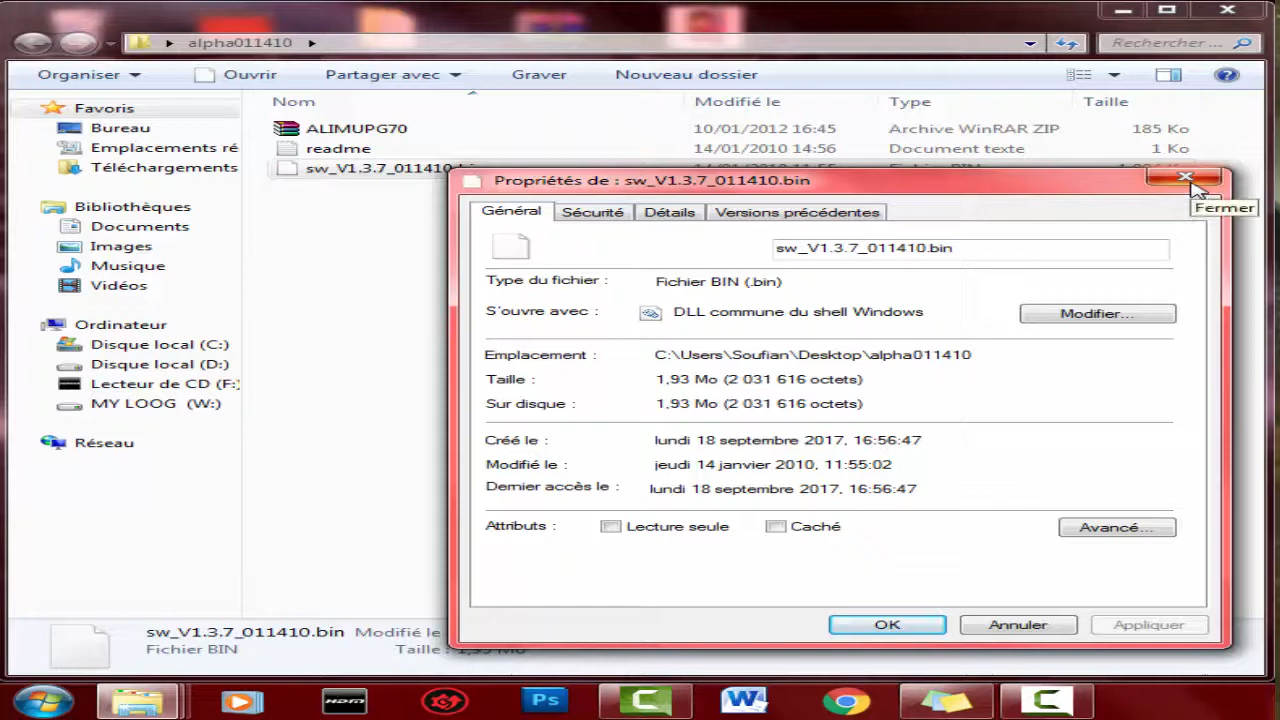 alpha011410
Rechercher ...
Organiser
Ouvrir
Partager avec
Graver
Nouveau dossier
Favoris
Bureau
Emplacements ré
Téléchargements
Bibliothèques
Documents
Images
Musique
Vidéos
Ordinateur
Disque local (C:)
Disque local (D:)
Lecteur de CD (F:)
MY LOOG (W:)
Réseau
Nom Modifié le Type Taille
ALIMUPG70 10/01/2012 16:45 Archive WinRAR ZIP 185 Ko
readme 14/01/2010 14:56 Document texte 1 Ko
sw_V1.3.7_011410
Propriétés de : sw_V1.3.7_011410.bin
Fermer
Général Sécurité Détails Versions précédentes
sw_V1.3.7_011410.bin
Type du fichier : Fichier BIN (.bin)
S'ouvre avec : DLL commune du shell Windows Modifier...
Emplacement : C:\Users\Soufian\Desktop\alpha011410
Taille : 1,93 Mo (2 031 616 octets)
Sur disque : 1,93 Mo (2 031 616 octets)
Créé le : lundi 18 septembre 2017, 16:56:47
Modifié le : jeudi 14 janvier 2010, 11:55:02
Dernier accès le : lundi 18 septembre 2017, 16:56:47
Attributs : Lecture seule Caché Avancé...
OK Annuler Appliquer
sw_V1.3.7_011410.bin Modifié le
Fichier BIN Taille :
HDMI
Ps
W